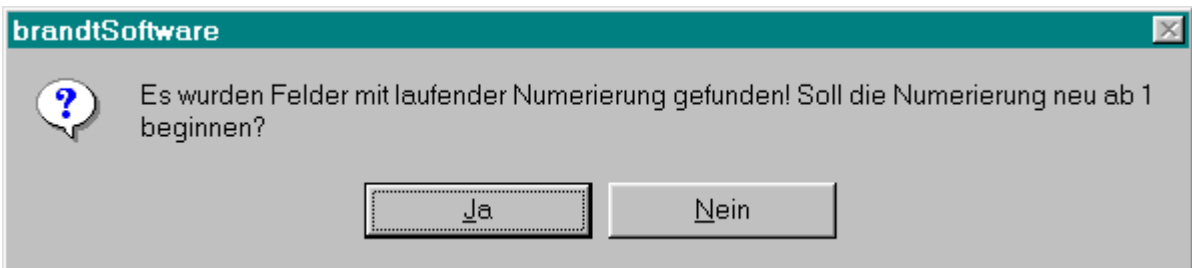 brandtSoftware
Es wurden Felder mit laufender Numerierung gefunden! Soll die Numerierung neu ab 1
beginnen?
Ja
Nein